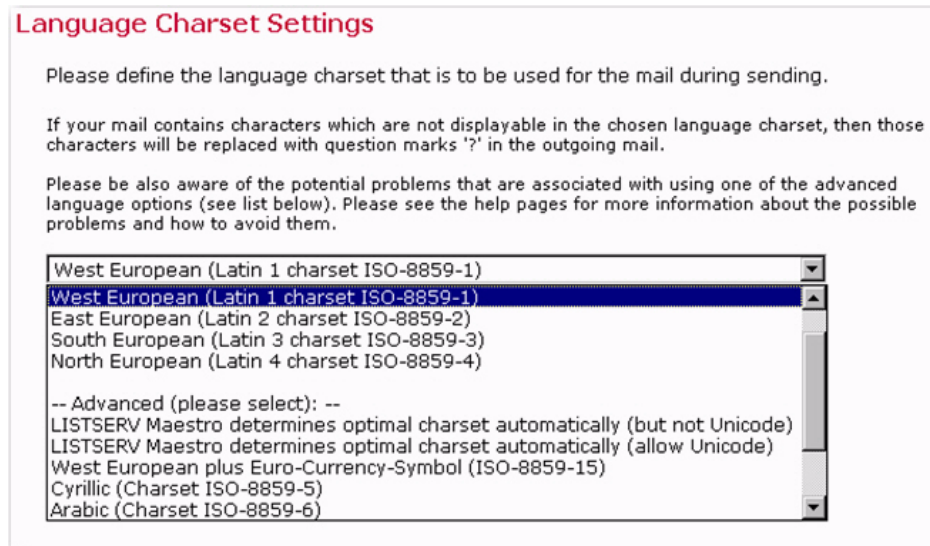 Language Charset Settings
Please define the language charset that is to be used for the mail during sending.
If your mail contains characters which are not displayable in the chosen language charset, then those
characters will be replaced with question marks '?' in the outgoing mail.
Please be also aware of the potential problems that are associated with using one of the advanced
language options (see list below). Please see the help pages for more information about the possible
problems and how to avoid them.
West European (Latin 1 charset ISO-8859-1)
West European (Latin 1 charset ISO-8859-1)
East European (Latin 2 charset ISO-8859-2)
South European (Latin 3 charset ISO-8859-3)
North European (Latin 4 charset ISO-8859-4)
-- Advanced (please select): --
LISTSERV Maestro determines optimal charset automatically (but not Unicode)
LISTSERV Maestro determines optimal charset automatically (allow Unicode)
West European plus Euro-Currency-Symbol (ISO-8859-15)
Cyrillic (Charset ISO-8859-5)
Arabic (Charset ISO-8859-6)